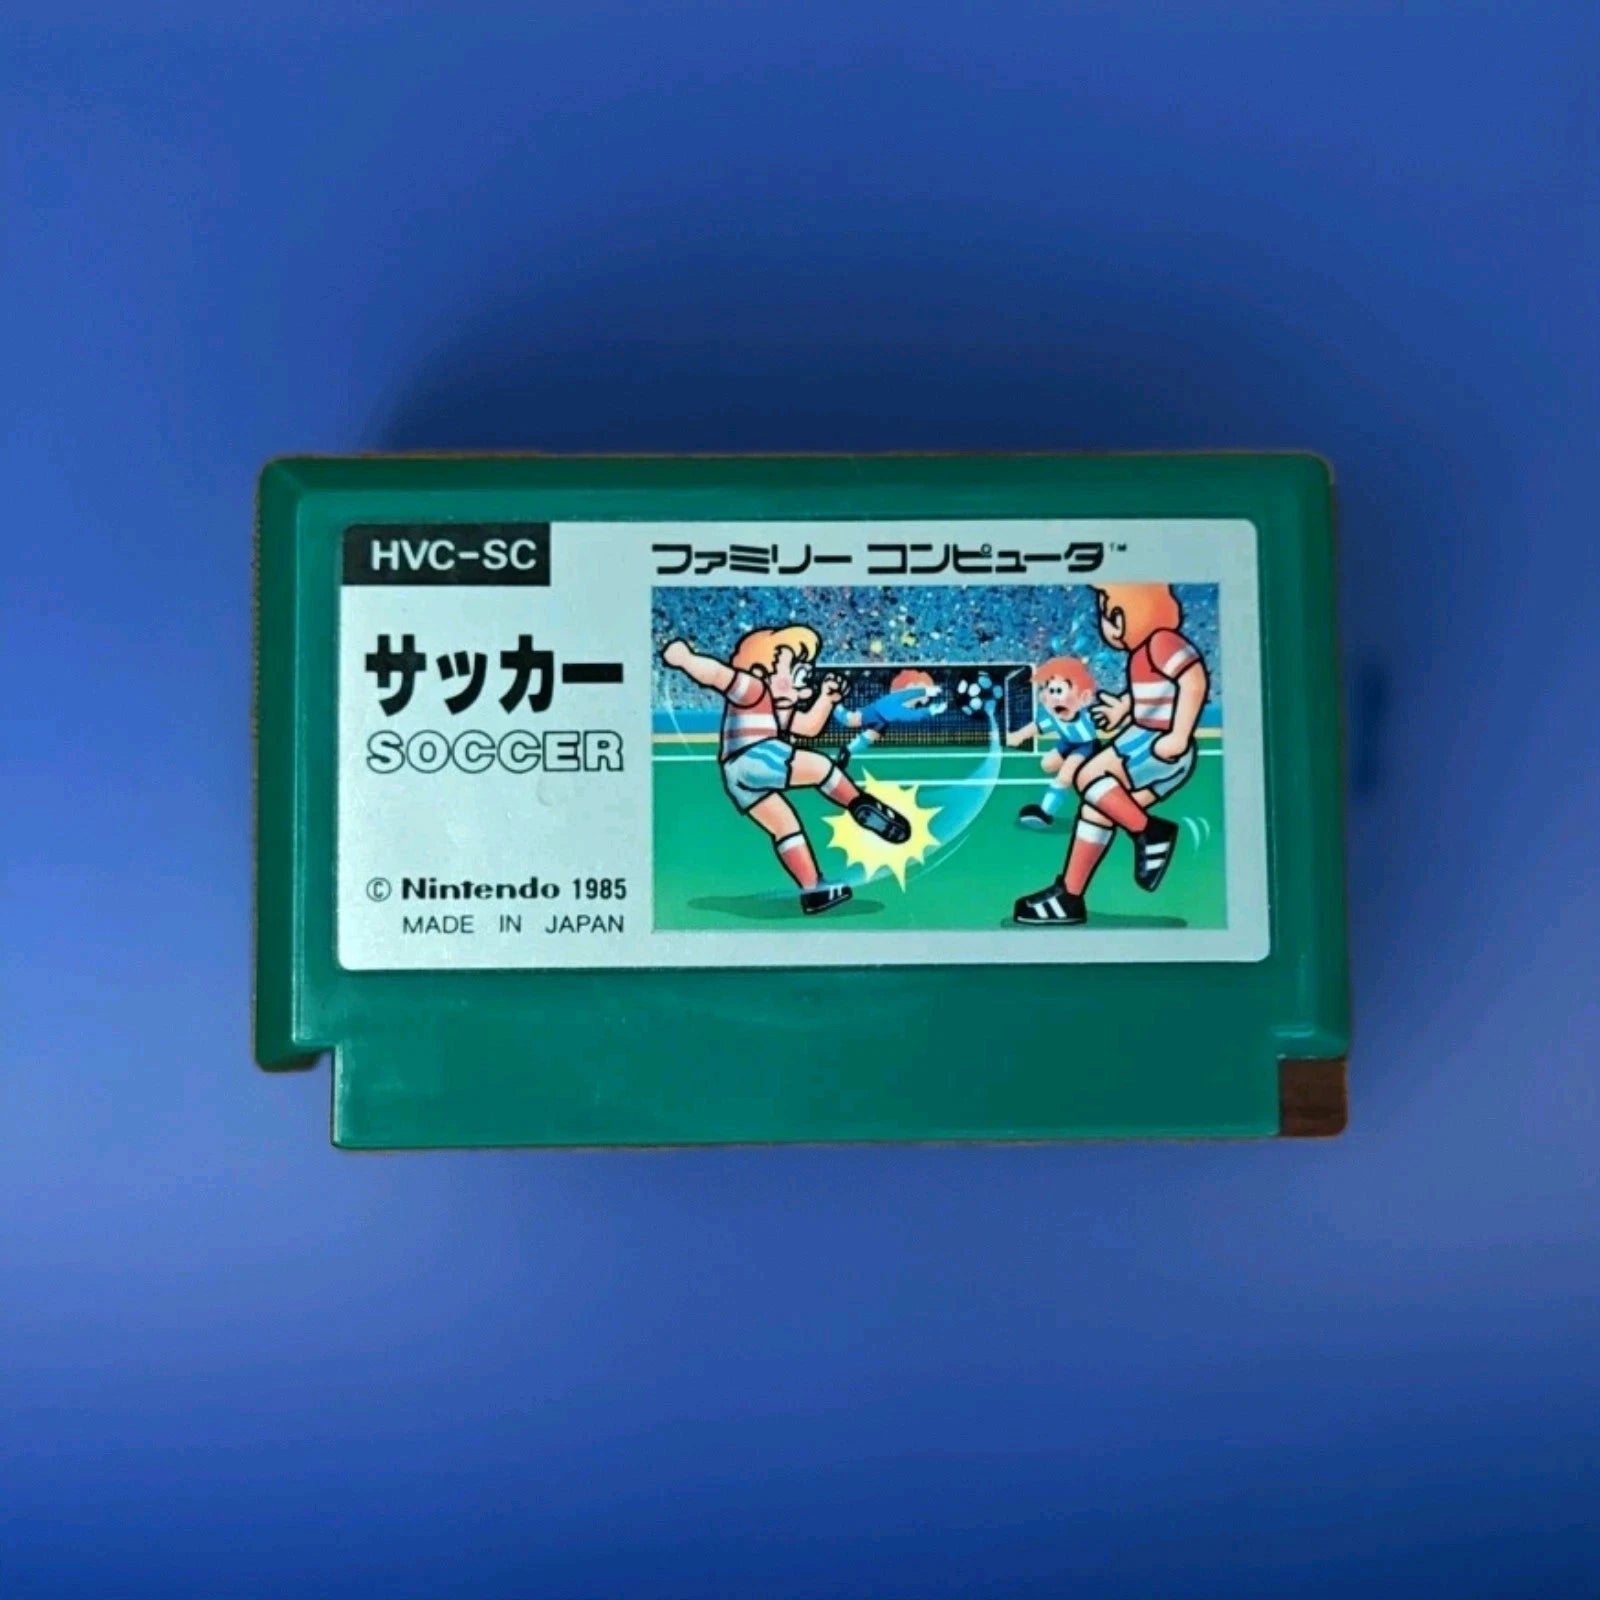 HVC-SC
ファミリー コンピュータ™
サッカー
SOCCER
© Nintendo 1985
MADE IN JAPAN